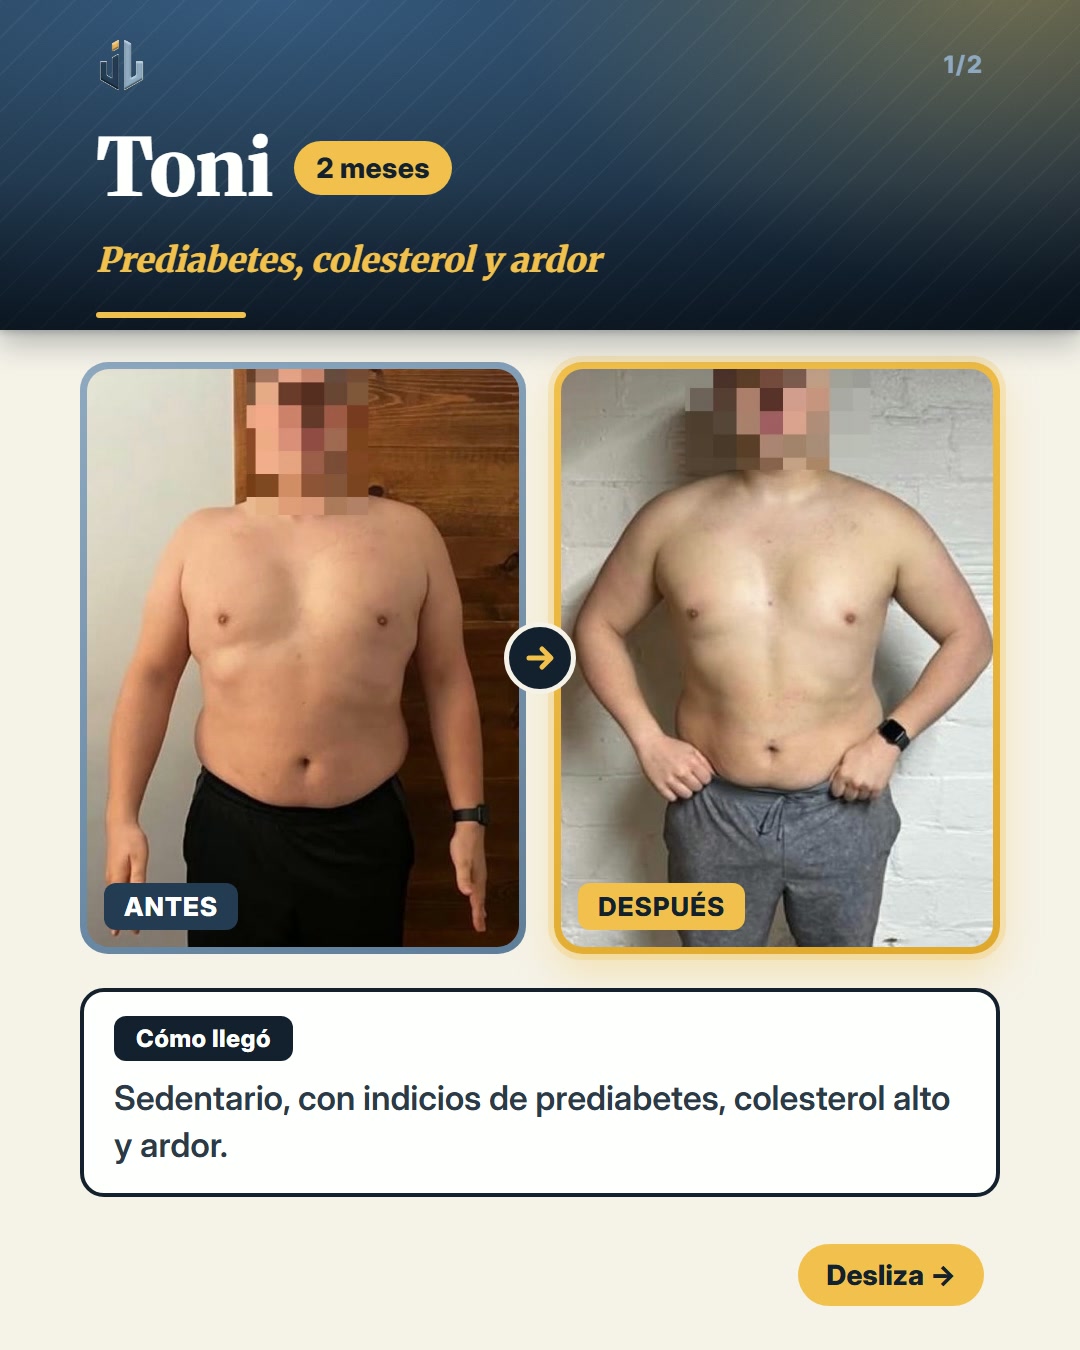 1/2
Toni
2 meses
Prediabetes, colesterol y ardor
ANTES
DESPUÉS
Cómo llegó
Sedentario, con indicios de prediabetes, colesterol alto
y ardor.
Desliza →